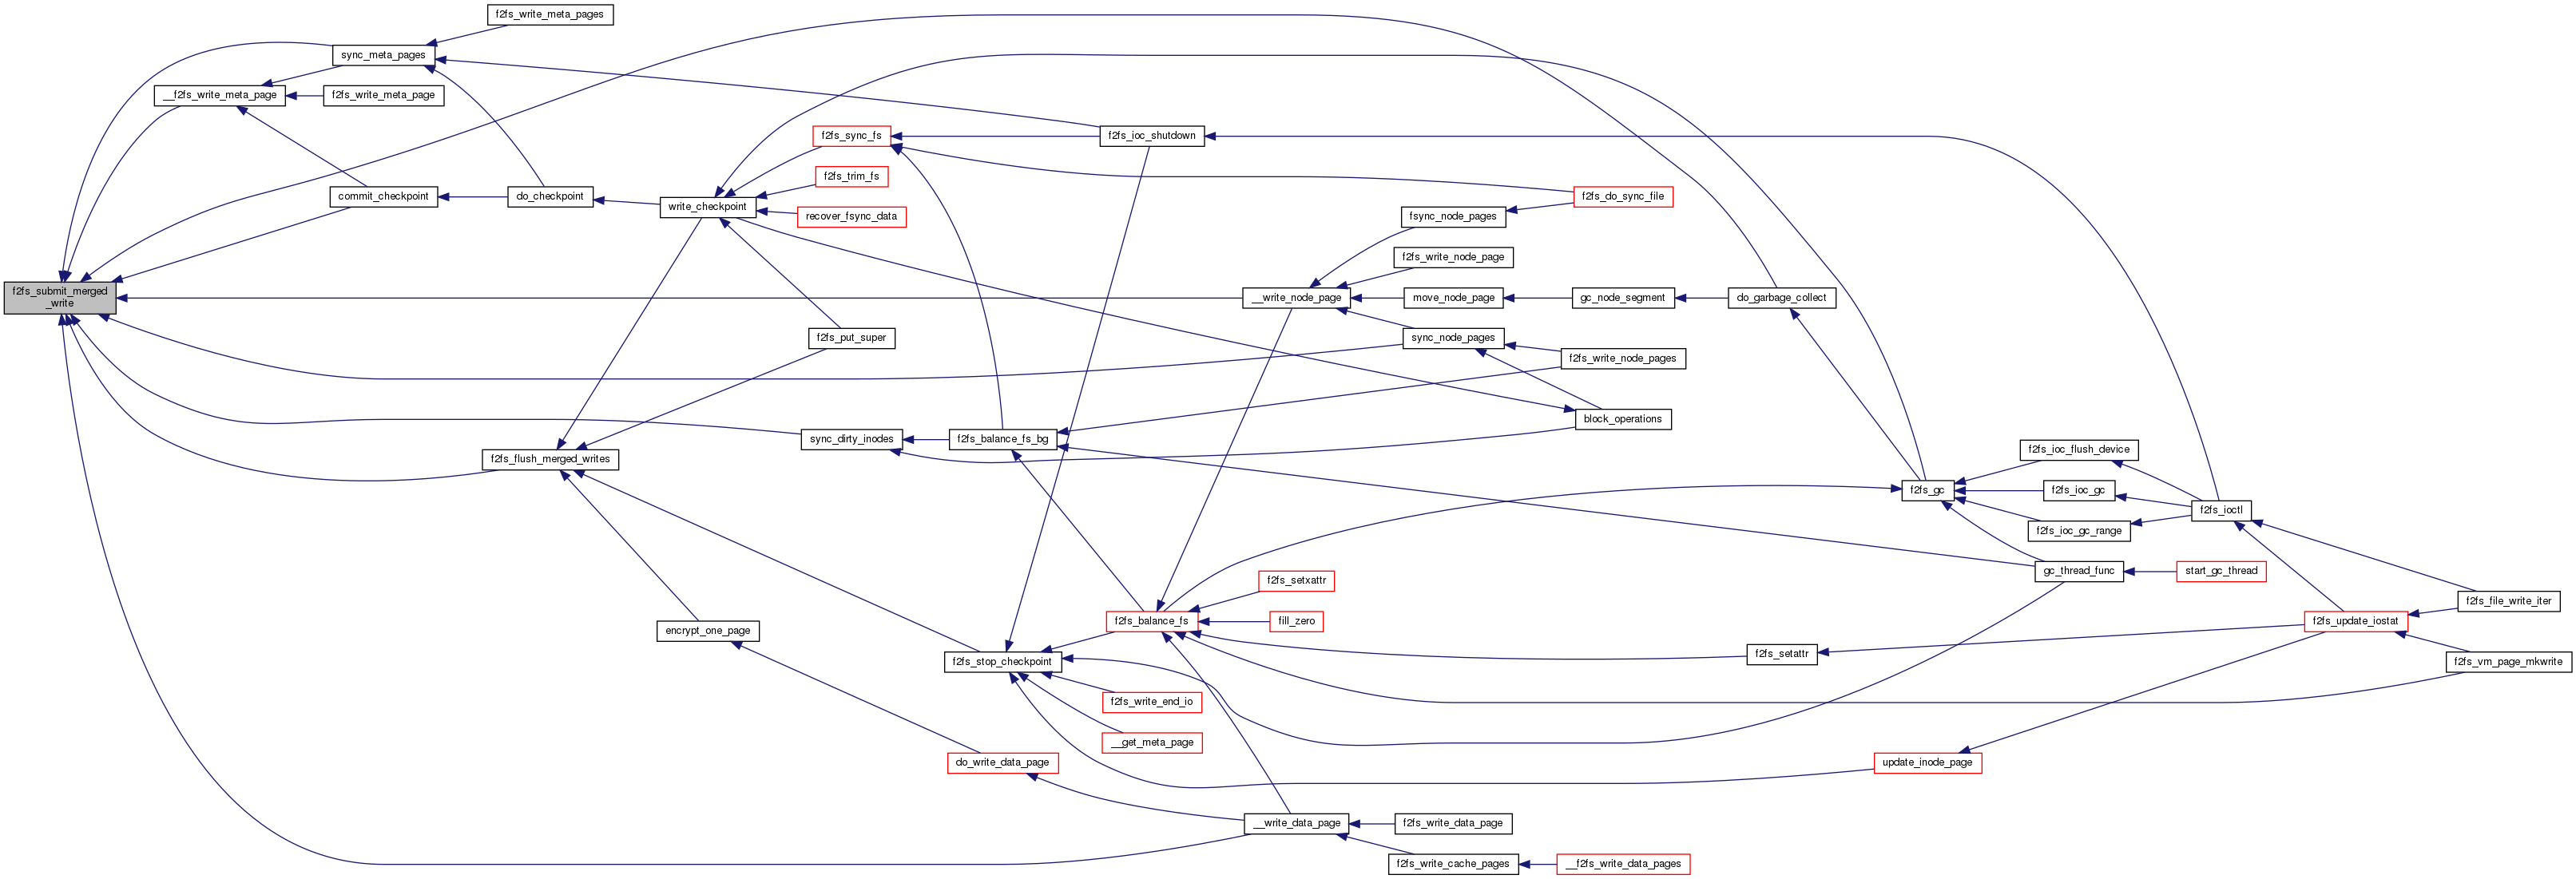 f2fs_write_meta_pages
sync_meta_pages
__f2fs_write_meta_page
f2fs_write_meta_page
f2fs_sync_fs
f2fs_ioc_shutdown
f2fs_trim_fs
commit_checkpoint
do_checkpoint
write_checkpoint
recover_fsync_data
f2fs_do_sync_file
fsync_node_pages
f2fs_write_node_page
f2fs_submit_merged
_write
__write_node_page
move_node_page
gc_node_segment
do_garbage_collect
f2fs_put_super
sync_node_pages
f2fs_write_node_pages
block_operations
sync_dirty_inodes
f2fs_balance_fs_bg
f2fs_flush_merged_writes
f2fs_ioc_flush_device
f2fs_gc
f2fs_ioc_gc
f2fs_ioctl
f2fs_ioc_gc_range
gc_thread_func
start_gc_thread
f2fs_setxattr
f2fs_file_write_iter
encrypt_one_page
f2fs_balance_fs
fill_zero
f2fs_update_iostat
f2fs_stop_checkpoint
f2fs_setattr
f2fs_vm_page_mkwrite
f2fs_write_end_io
__get_meta_page
do_write_data_page
update_inode_page
__write_data_page
f2fs_write_data_page
f2fs_write_cache_pages
__f2fs_write_data_pages